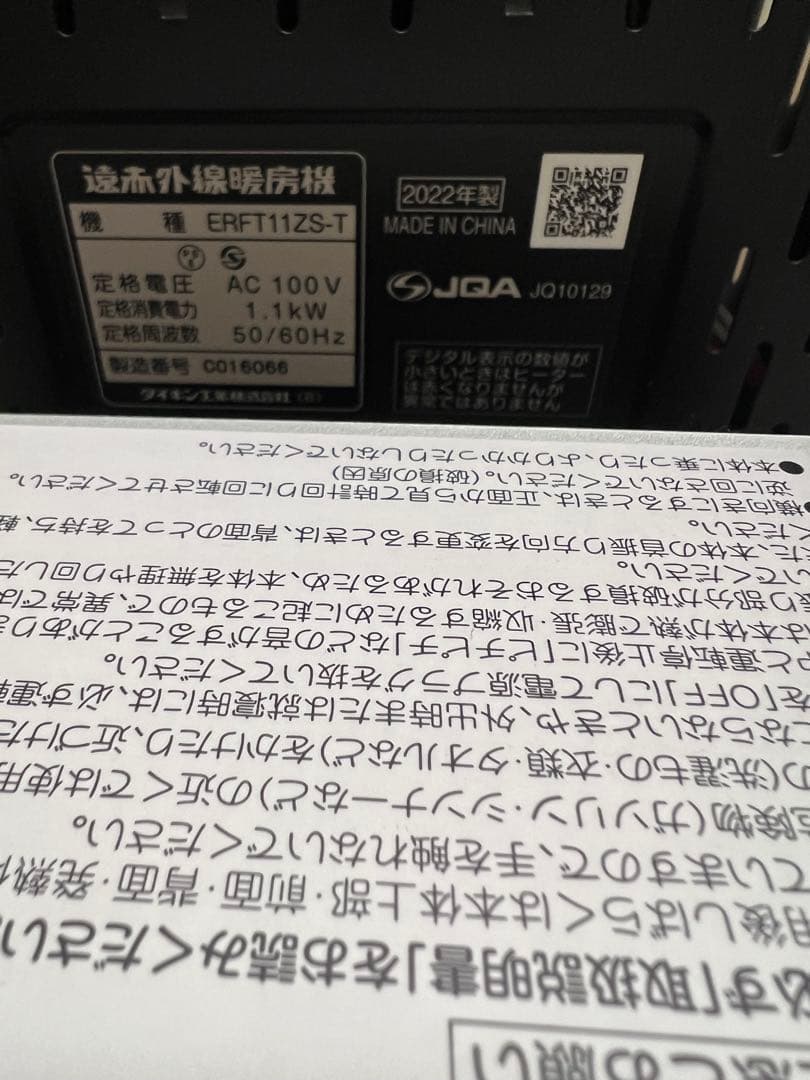 遠赤外線暖房機
機 種 ERFT11ZS-T
定格電圧 AC 100V
定格消費電力 1.1kW
定格周波数 50/60Hz
製造番号 C016066
ダイキン工業株式会社
2022年製
MADE IN CHINA
JQA JQ10129
デジタル表示の数値が
小さいときはヒーター
は赤くなりませんが
異常ではありません
必ず「取扱説明書」をお読みください
用後しばらくは本体上部・前面・背面・発熱
ていますので、手を触れないでください。
険物(ガソリン・シンナーなど)の近くでは使用
の(洗濯もの・衣類・タオルなど)をかけたり、近づけた
にならないときや、外出時または就寝時には、必ず運転
を「OFF」にして電源プラグを抜いてください。
と運転停止後に「ピチピチ」などの音がすることがありま
は本体が熱で膨張・収縮するために起こるもので、異常では
振り部分が破損するおそれがあるため、本体を無理やり回した
いでください。
た、本体の首振り方向を変更するときは、背面のとってを持ち、軽
ください。
横向きにするときは、正面から見て時計回りに回転させてください。
逆に回さないでください。(破損の原因)
●本体に乗ったり、よりかかったりしないでください。